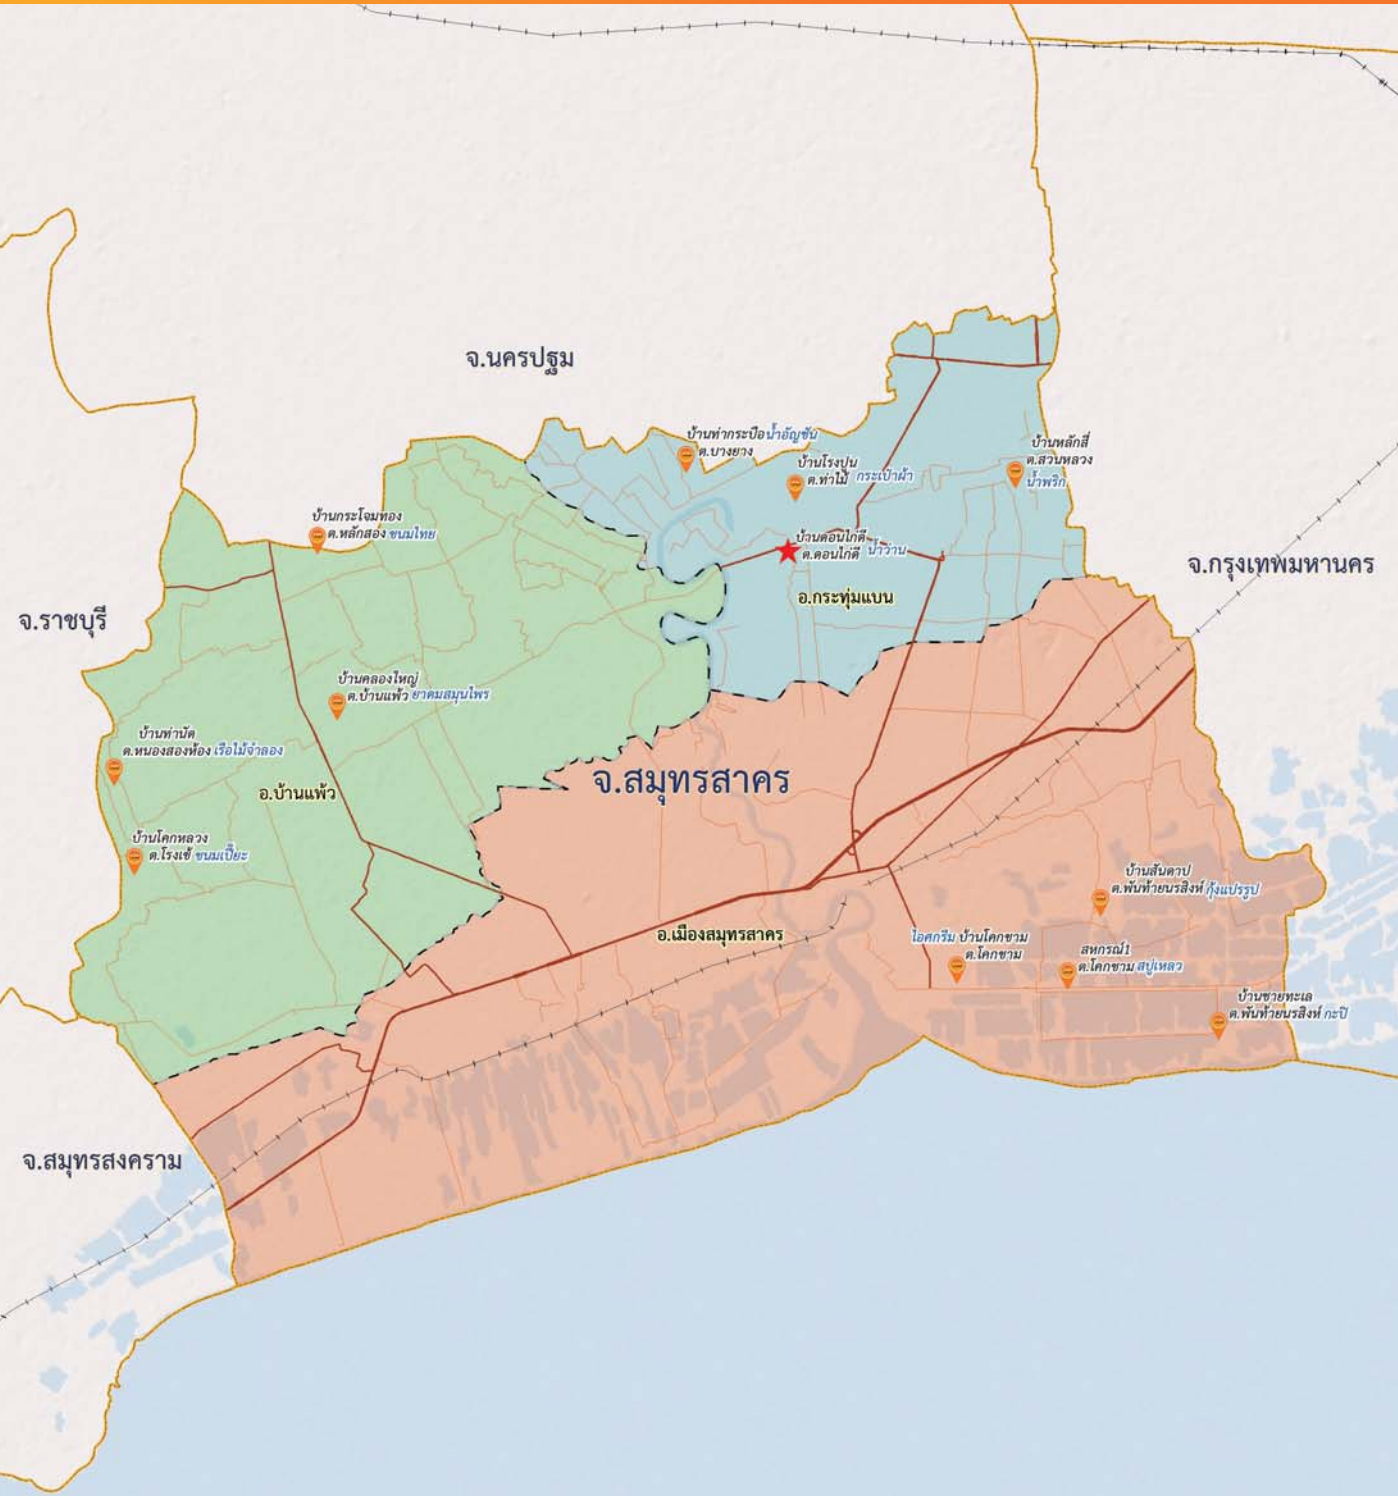 จ.นครปฐม
บ้านท่ากระบือ น้ำอัญชัน
ต.บางยาง
บ้านโรงปูน
ต.ท่าไม้ กระเป๋าผ้า
บ้านหลักสี่
ต.สวนหลวง
น้ำพริก
บ้านกระโจมทอง
ต.หลักสอง ขนมไทย
บ้านดอนไก่ดี
ต.ดอนไก่ดี น้ำว่าน
อ.กระทุ่มแบน
จ.กรุงเทพมหานคร
จ.ราชบุรี
บ้านคลองใหญ่
ต.บ้านแพ้ว ยาดมสมุนไพร
บ้านท่านัด
ต.หนองสองห้อง เรือไม้จำลอง
อ.บ้านแพ้ว
จ.สมุทรสาคร
บ้านโคกหลวง
ต.โรงเข้ ขนมเปี๊ยะ
บ้านสันดาป
ต.พันท้ายนรสิงห์ กุ้งแปรรูป
อ.เมืองสมุทรสาคร
ไอศกรีม บ้านโคกขาม
ต.โคกขาม
สหกรณ์1
ต.โคกขาม สบู่เหลว
บ้านชายทะเล
ต.พันท้ายนรสิงห์ กะปิ
จ.สมุทรสงคราม